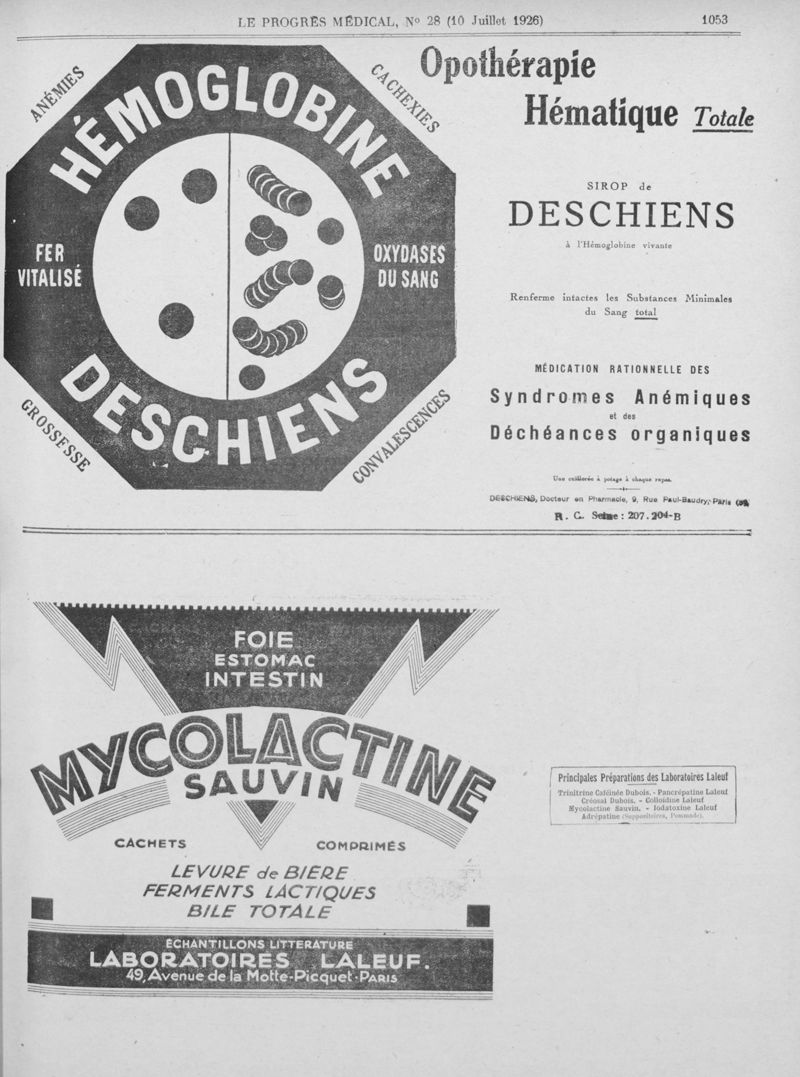 LE PROGRÈS MÉDICAL, No 28 (10 Juillet 1926)
1053
ANÉMIES
CACHEXIES
HÉMOGLOBINE
FER
VITALISÉ
OXYDASES
DU SANG
DESCHIENS
GROSSESSE
CONVALESCENCES
Opothérapie
Hématique Totale
SIROP de
DESCHIENS
à l'Hémoglobine vivante
Renferme intactes les Substances Minimales
du Sang total
MÉDICATION RATIONNELLE DES
Syndromes Anémiques
et des
Déchéances organiques
Une cuillerée à potage à chaque repas.
DESCHIENS, Docteur en Pharmacie, 9, Rue Paul-Baudry, Paris
R. C. Seine : 207.204-B
FOIE
ESTOMAC
INTESTIN
MYCOLACTINE
SAUVIN
CACHETS
COMPRIMÉS
LEVURE de BIERE
FERMENTS LACTIQUES
BILE TOTALE
ÉCHANTILLONS LITTERATURE
LABORATOIRES LALEUF.
49, Avenue de la Motte-Picquet-PARIS
Principales Préparations des Laboratoires Laleuf
Trinitrine Caféinée Dubois. - Pancrépatine Laleuf
Créosal Dubois. - Colloidine Laleuf
Mycolactine Sauvin. - Iodatoxine Laleuf
Adrépatine (Suppositoires, Pommade).